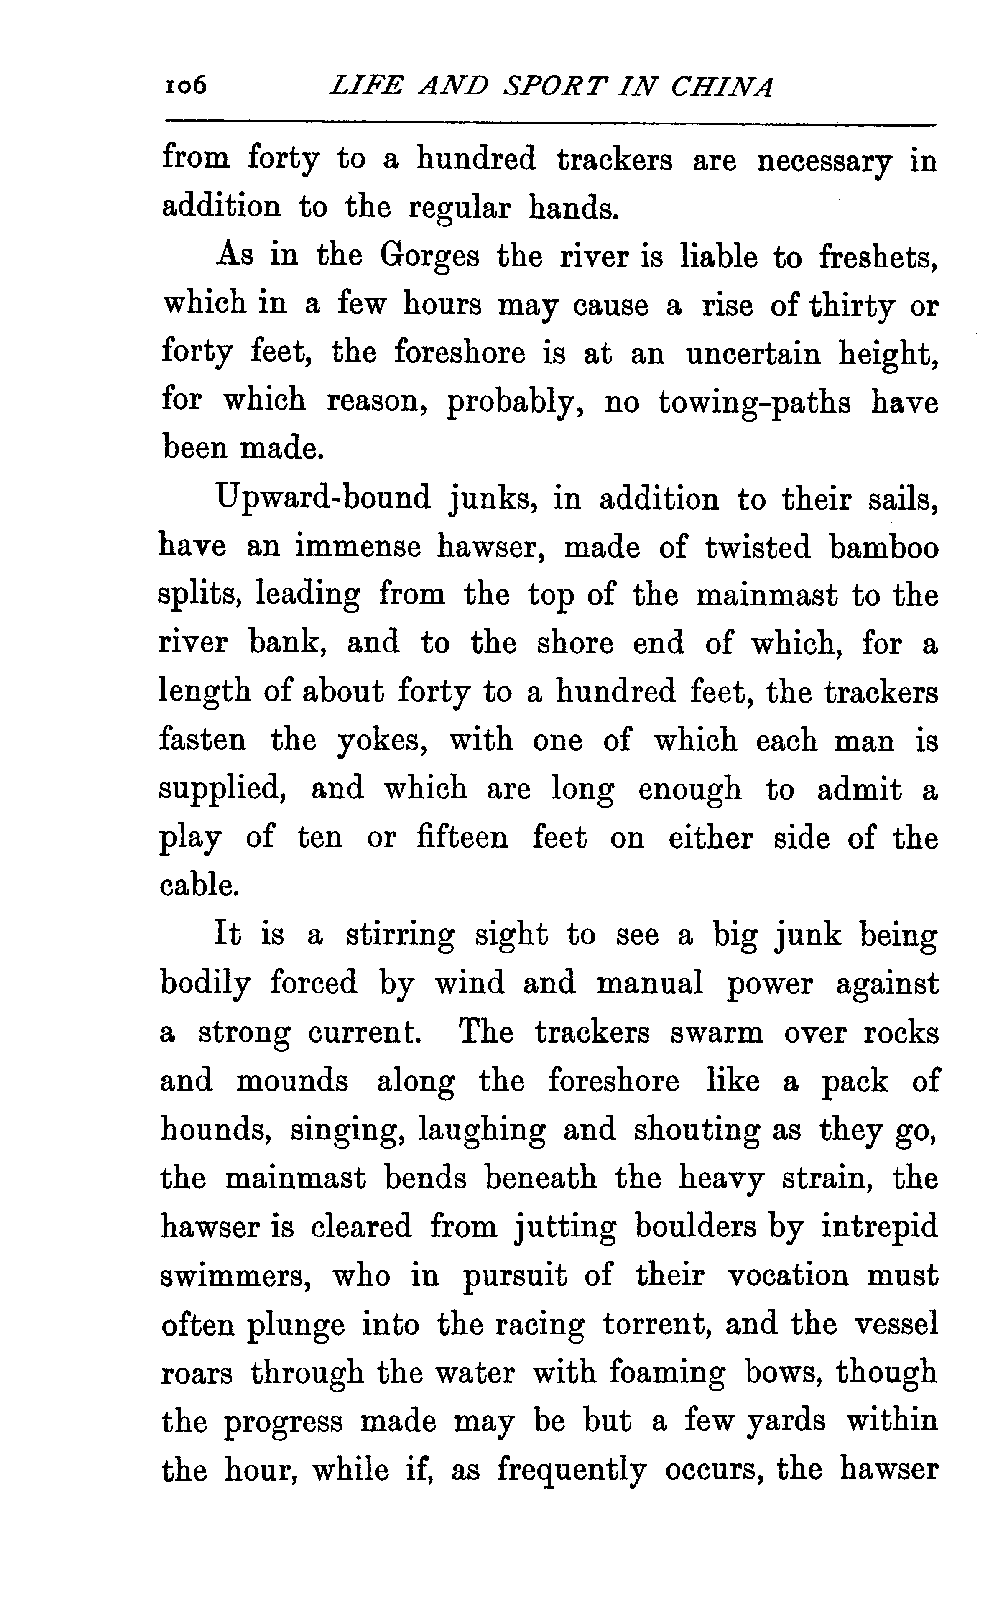 106 LIFE AND SPORT IN CHINA
from forty to a hundred trackers are necessary in
addition to the regular hands.
As in the Gorges the river is liable to freshets,
which in a few hours may cause a rise of thirty or
forty feet, the foreshore is at an uncertain height,
for which reason, probably, no towing-paths have
been made.
Upward-bound junks, in addition to their sails,
have an immense hawser, made of twisted bamboo
splits, leading from the top of the mainmast to the
river bank, and to the shore end of which, for a
length of about forty to a hundred feet, the trackers
fasten the yokes, with one of which each man is
supplied, and which are long enough to admit a
play of ten or fifteen feet on either side of the
cable.
It is a stirring sight to see a big junk being
bodily forced by wind and manual power against
a strong current. The trackers swarm over rocks
and mounds along the foreshore like a pack of
hounds, singing, laughing and shouting as they go,
the mainmast bends beneath the heavy strain, the
hawser is cleared from jutting boulders by intrepid
swimmers, who in pursuit of their vocation must
often plunge into the racing torrent, and the vessel
roars through the water with foaming bows, though
the progress made may be but a few yards within
the hour, while if, as frequently occurs, the hawser